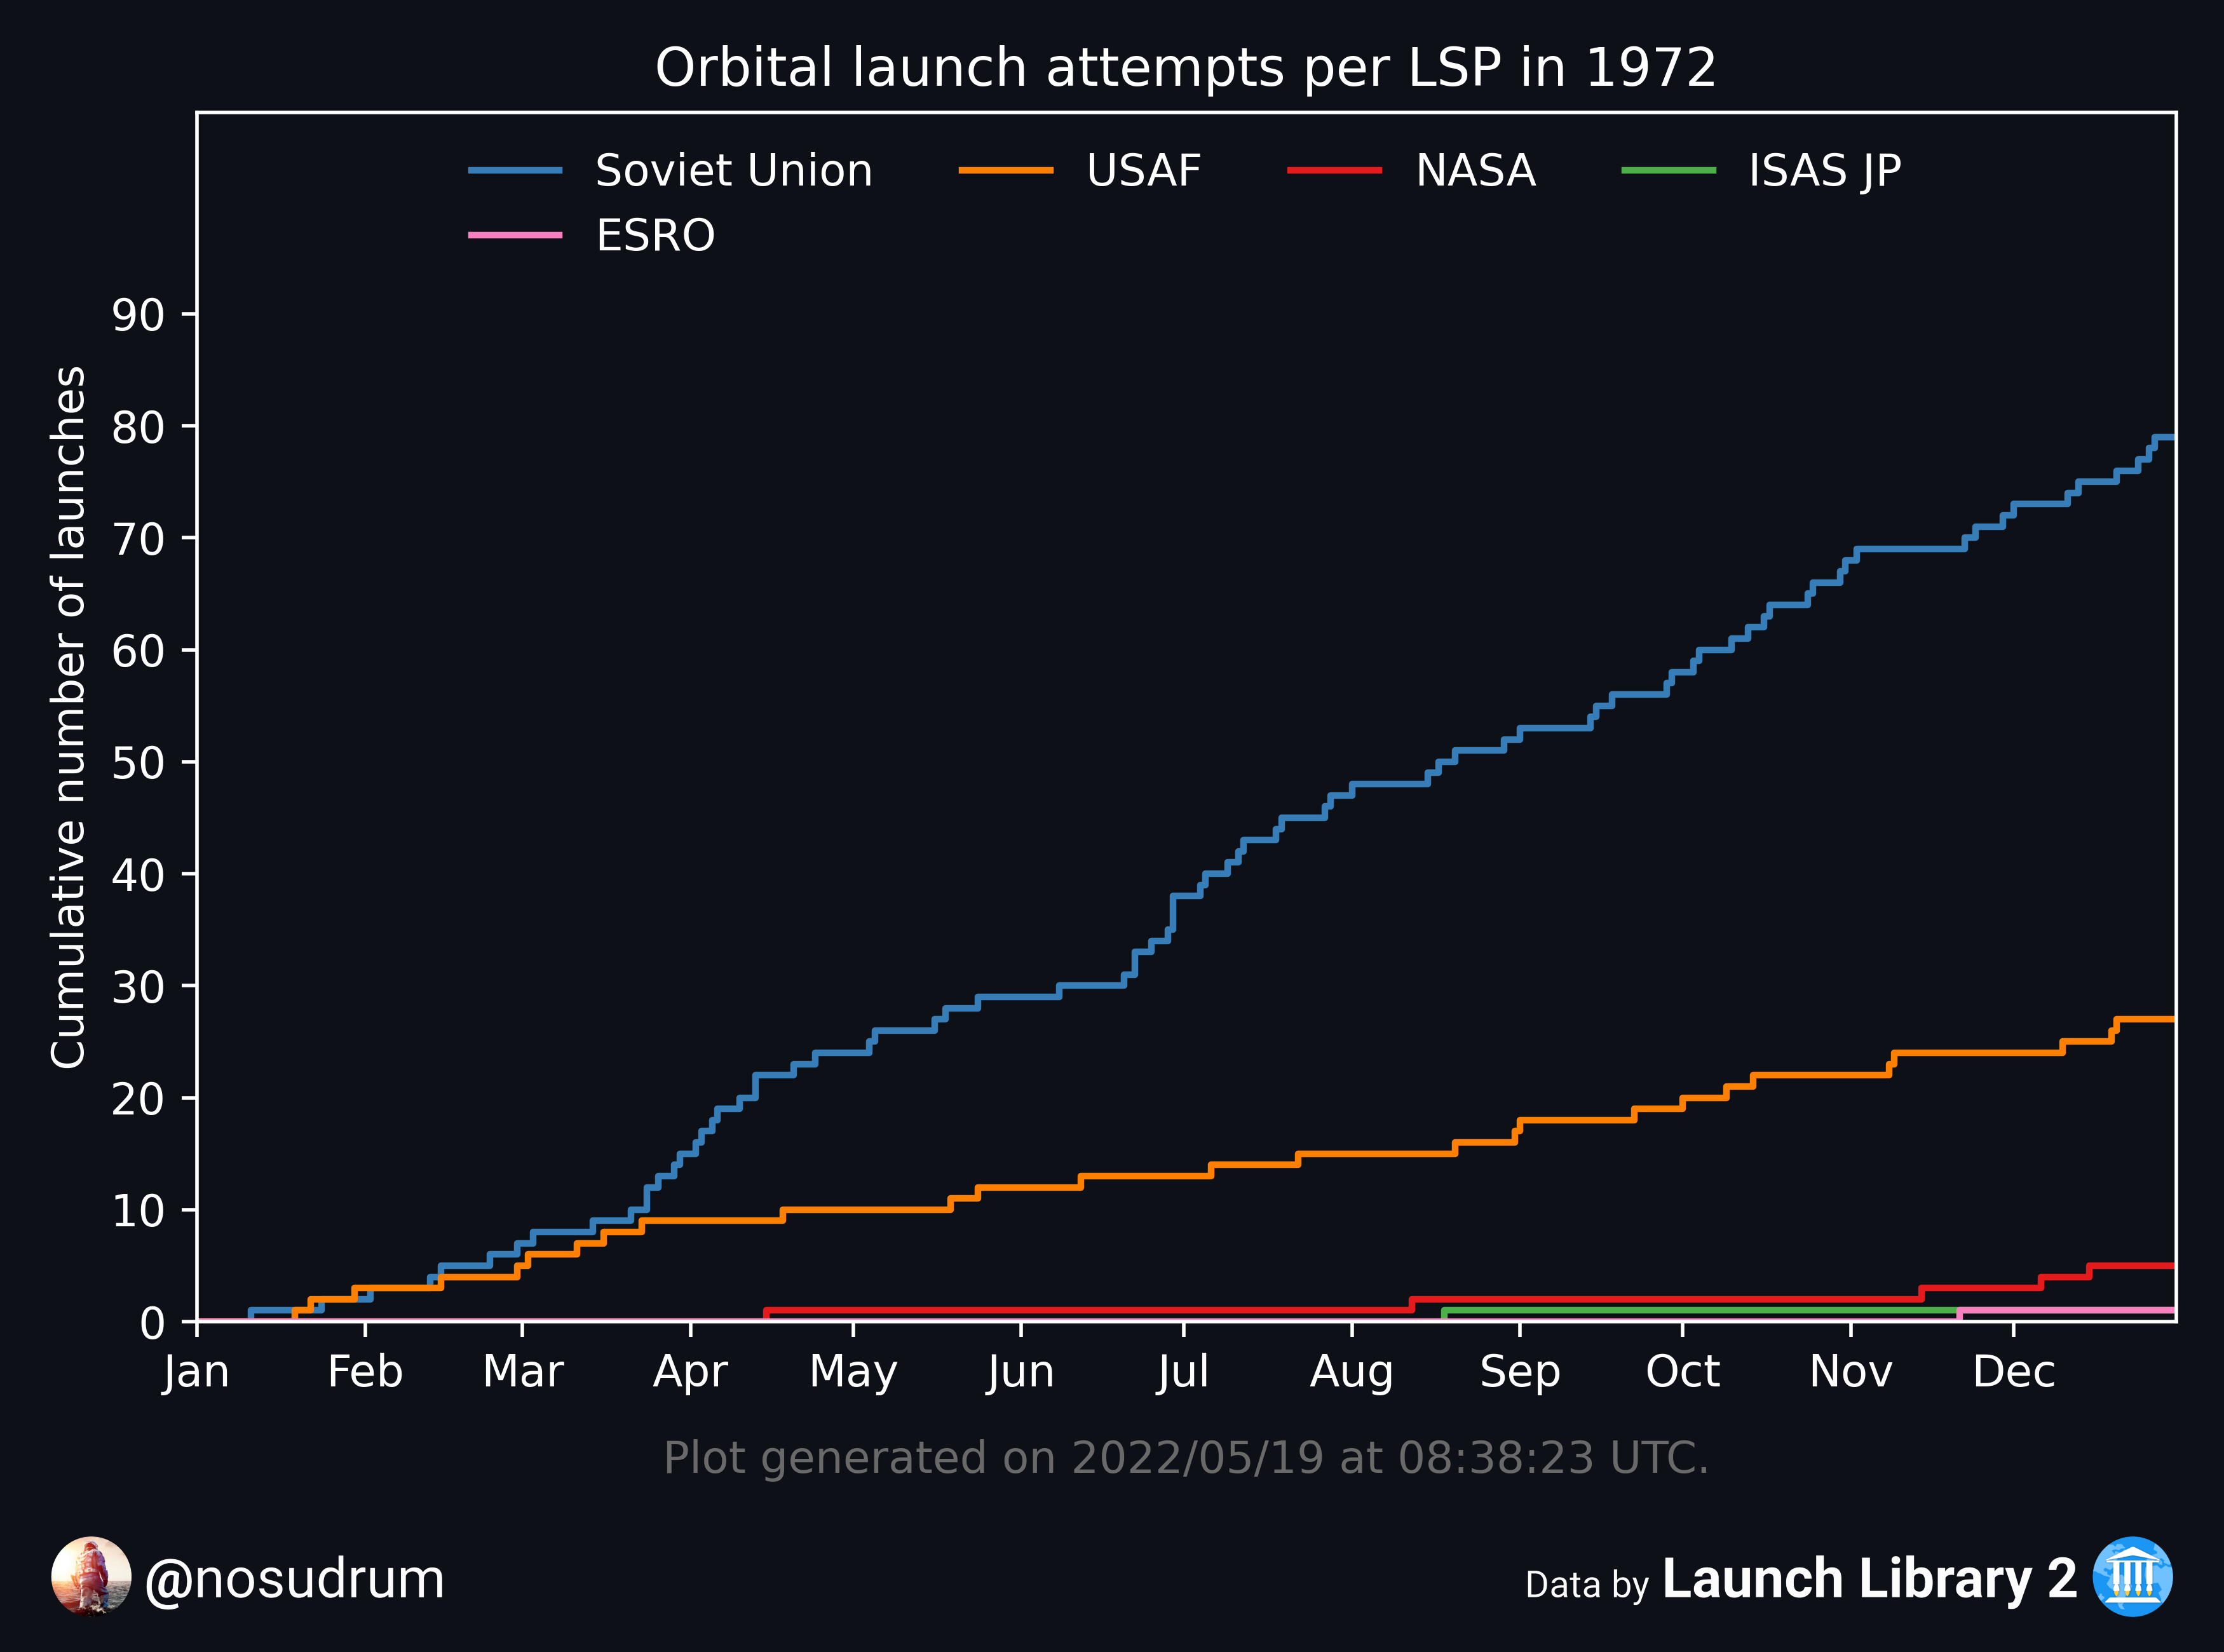 Orbital launch attempts per LSP in 1972
Soviet Union USAF NASA ISAS JP
ESRO
Cumulative number of launches
90
80
70
60
50
40
30
20
10
0
Jan Feb Mar Apr May Jun Jul Aug Sep Oct Nov Dec
Plot generated on 2022/05/19 at 08:38:23 UTC.
@nosudrum
Data by Launch Library 2